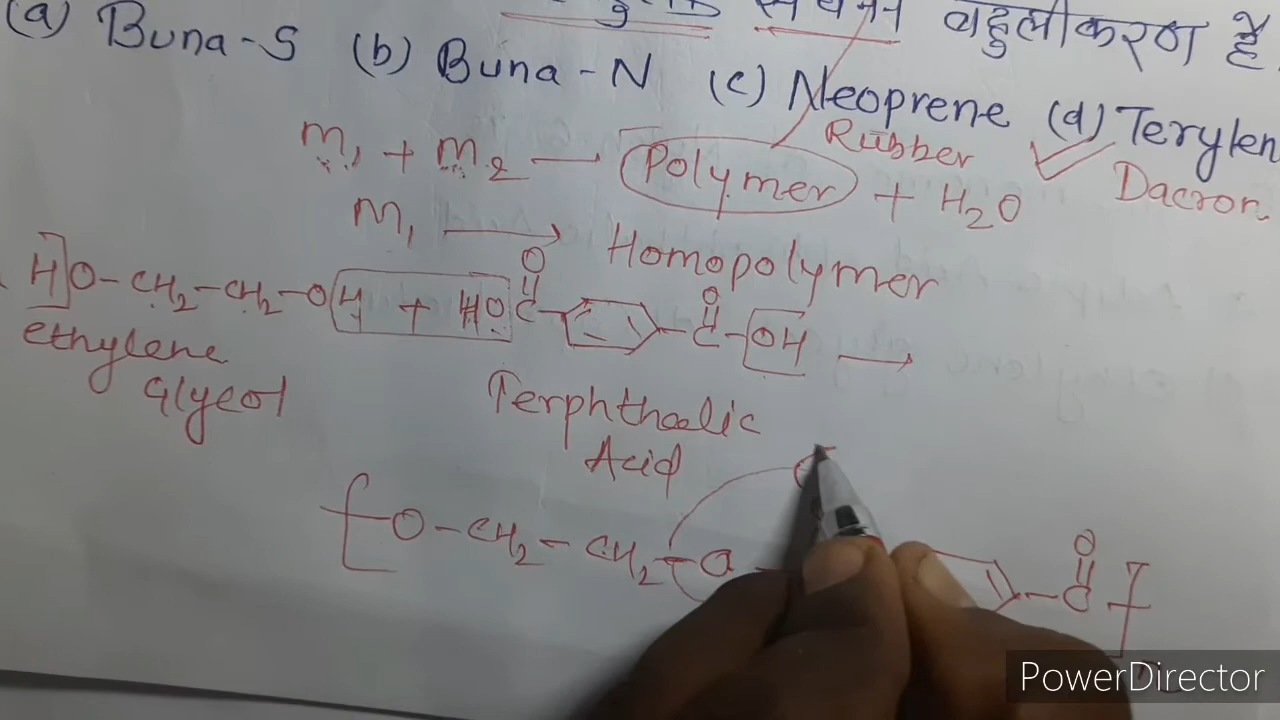 संघनन बहुलीकरण है
(a) Buna-S (b) Buna-N (c) Neoprene (d) Terylen
Rubber
Dacron.
M₁ + M₂ → Polymer + H₂O
M₁ → Homopolymer
HO-CH₂-CH₂-OH + HO
O
C
O
C-OH →
ethylene
Glycol
Terphthalic
Acid
O-CH₂-CH₂-O
O
C
PowerDirector